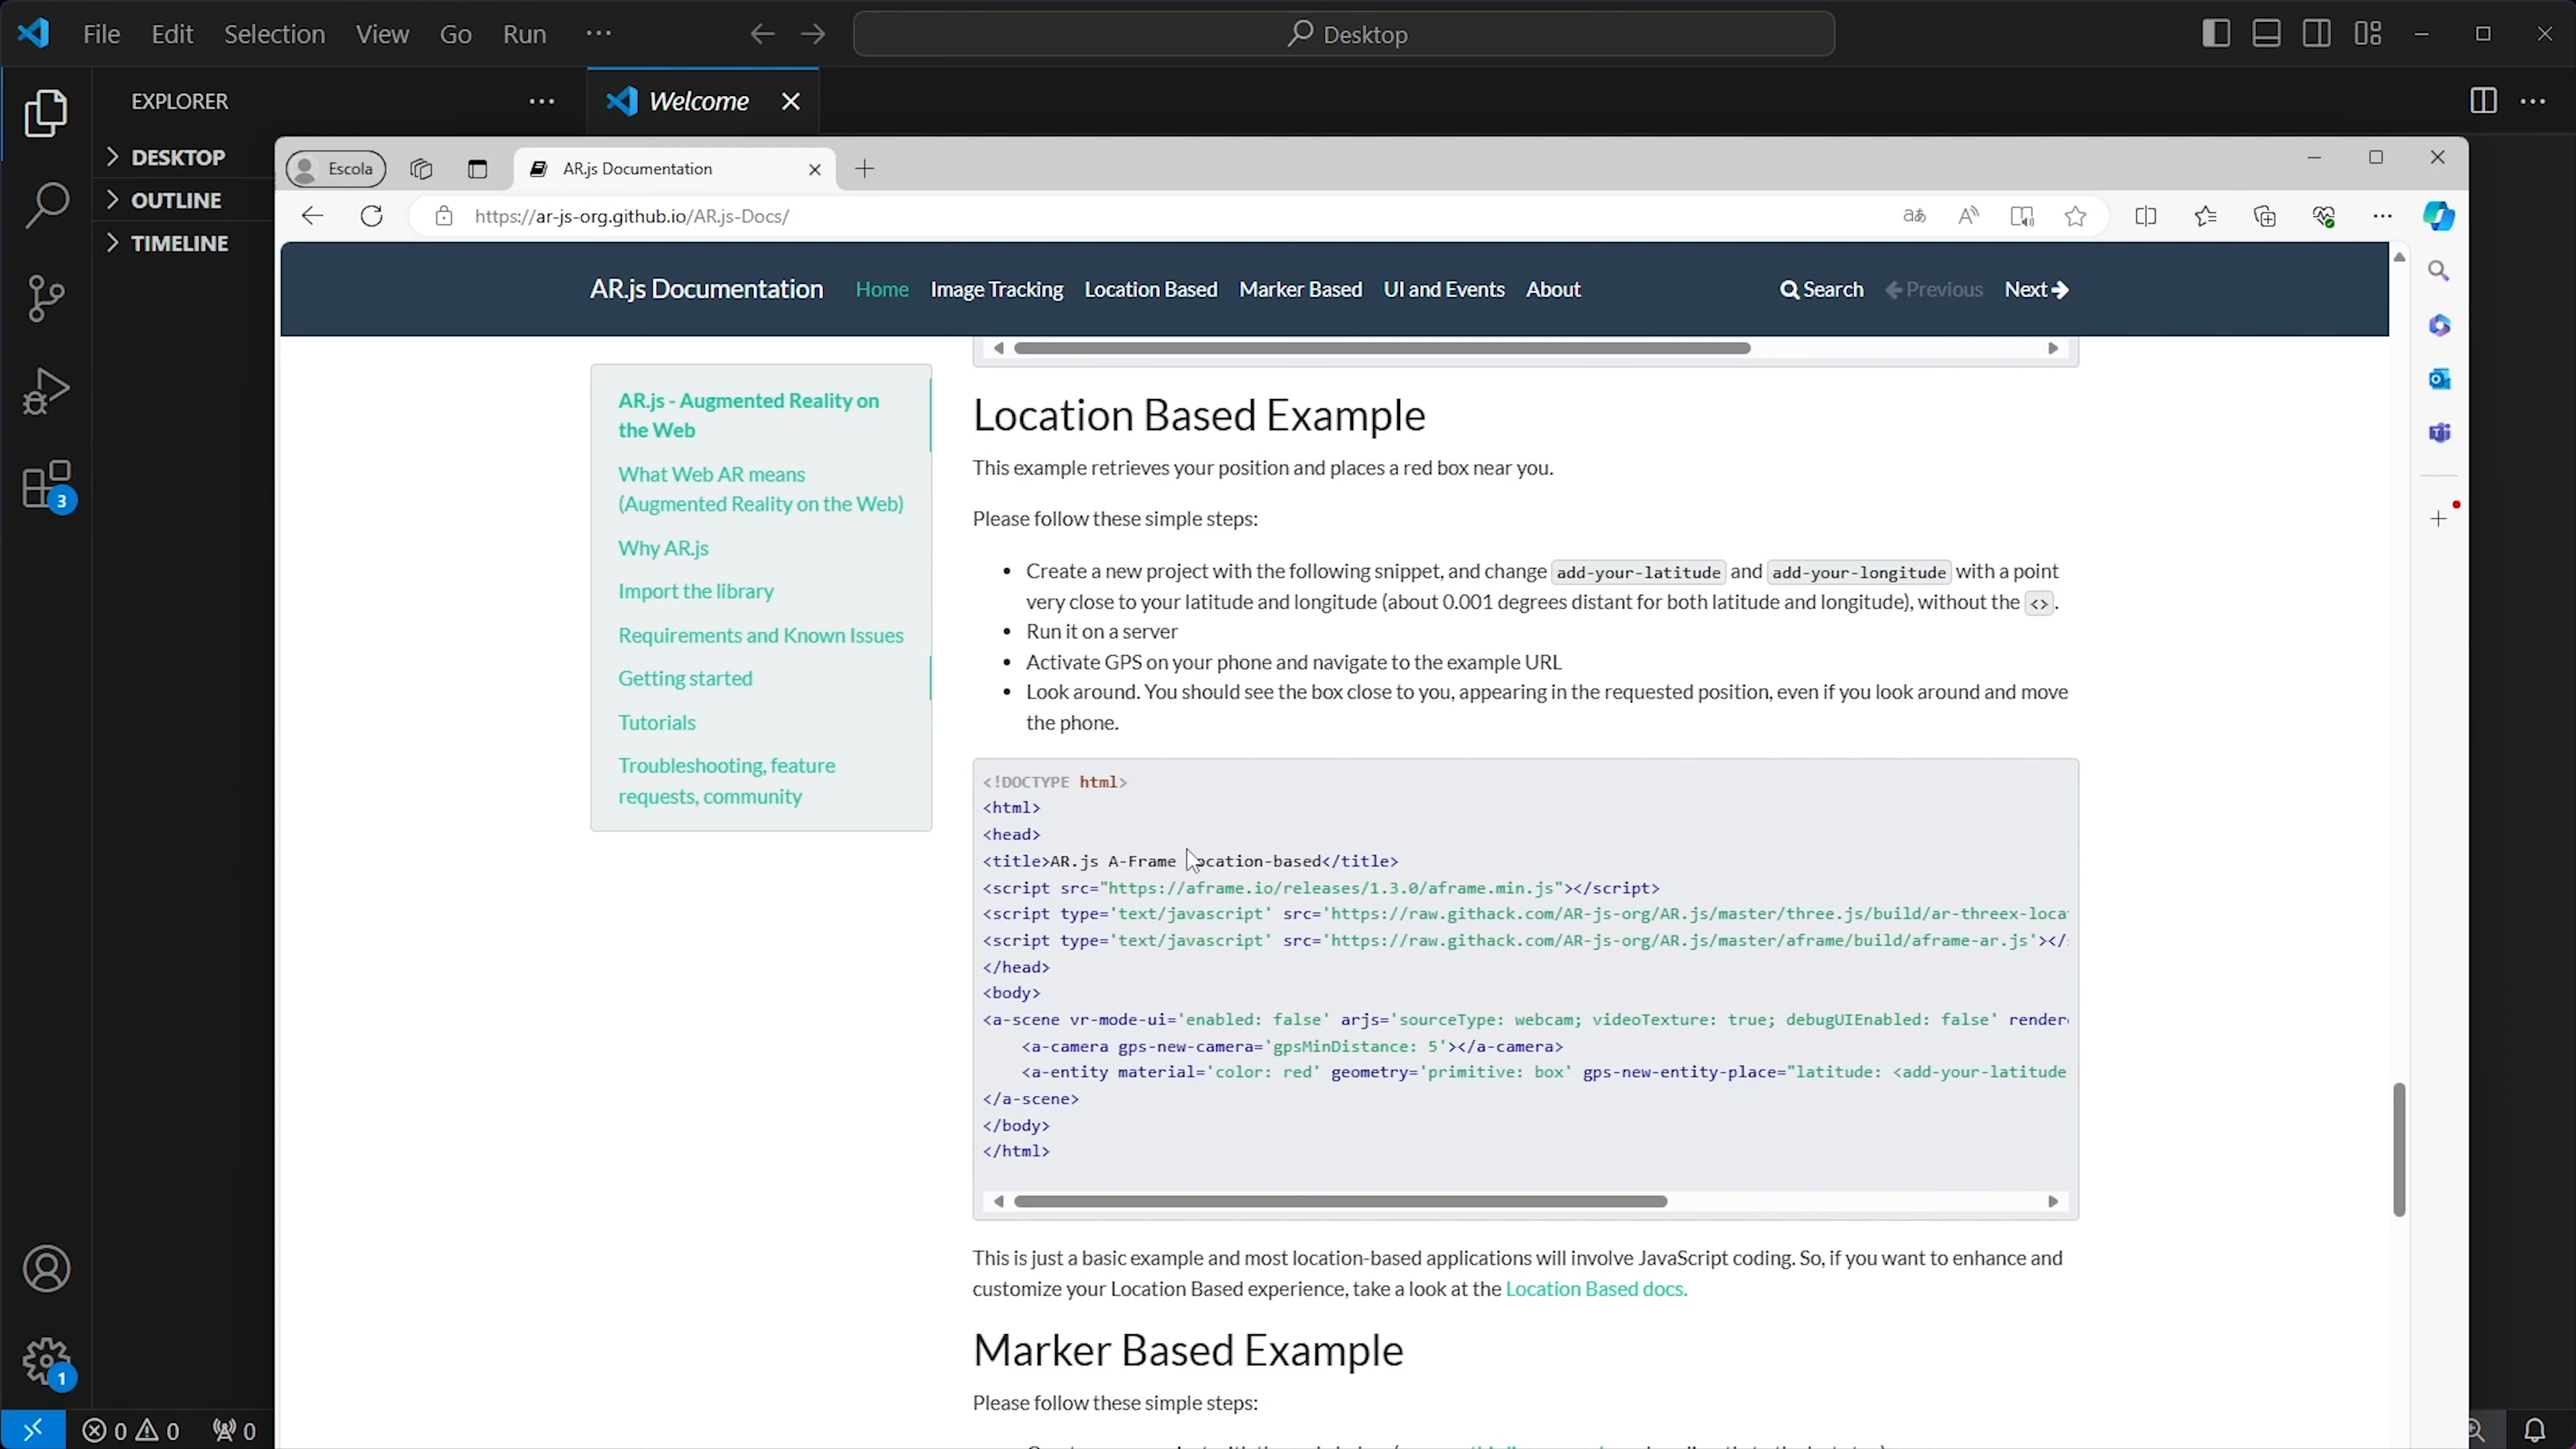 File Edit Selection View Go Run ··· Desktop
EXPLORER ··· Welcome
DESKTOP
OUTLINE
TIMELINE
3
1
0 0 0
Escola AR.js Documentation
https://ar-js-org.github.io/AR.js-Docs/
AR.js Documentation Home Image Tracking Location Based Marker Based UI and Events About Search Previous Next
AR.js - Augmented Reality on
the Web
What Web AR means
(Augmented Reality on the Web)
Why AR.js
Import the library
Requirements and Known Issues
Getting started
Tutorials
Troubleshooting, feature
requests, community
Location Based Example
This example retrieves your position and places a red box near you.
Please follow these simple steps:
• Create a new project with the following snippet, and change add-your-latitude and add-your-longitude with a point
very close to your latitude and longitude (about 0.001 degrees distant for both latitude and longitude), without the <>.
• Run it on a server
• Activate GPS on your phone and navigate to the example URL
• Look around. You should see the box close to you, appearing in the requested position, even if you look around and move
the phone.
<!DOCTYPE html>
<html>
<head>
<title>AR.js A-Frame Location-based</title>
<script src="https://aframe.io/releases/1.3.0/aframe.min.js"></script>
<script type='text/javascript' src='https://raw.githack.com/AR-js-org/AR.js/master/three.js/build/ar-threex-loca
<script type='text/javascript' src='https://raw.githack.com/AR-js-org/AR.js/master/aframe/build/aframe-ar.js'></
</head>
<body>
<a-scene vr-mode-ui='enabled: false' arjs='sourceType: webcam; videoTexture: true; debugUIEnabled: false' render
<a-camera gps-new-camera='gpsMinDistance: 5'></a-camera>
<a-entity material='color: red' geometry='primitive: box' gps-new-entity-place="latitude: <add-your-latitude
</a-scene>
</body>
</html>
This is just a basic example and most location-based applications will involve JavaScript coding. So, if you want to enhance and
customize your Location Based experience, take a look at the Location Based docs.
Marker Based Example
Please follow these simple steps: